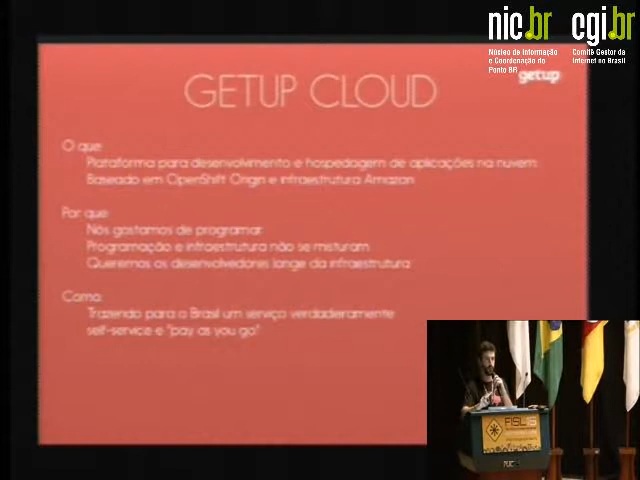 nic.br cgi.br
Núcleo de Informação
e Coordenação do
Ponto BR
Comitê Gestor da
Internet no Brasil
getup
GETUP CLOUD
O que:
Plataforma para desenvolvimento e hospedagem de aplicações na nuvem
Baseado em OpenShift Origin e infraestrutura Amazon
Por que:
Nós gostamos de programar
Programação e infraestrutura não se misturam
Queremos os desenvolvedores longe da infraestrutura
Como:
Trazendo para o Brasil um serviço verdadeiramente
self-service e "pay as you go"
FISL15
PUC